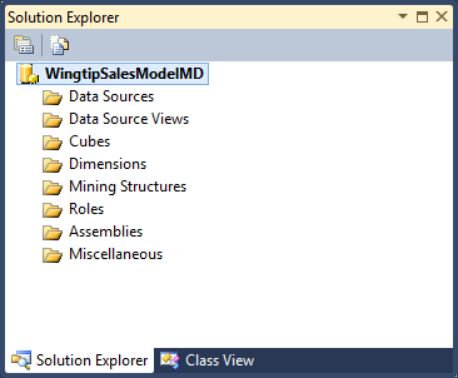 Solution Explorer
WingtipSalesModelMD
Data Sources
Data Source Views
Cubes
Dimensions
Mining Structures
Roles
Assemblies
Miscellaneous
Solution Explorer Class View